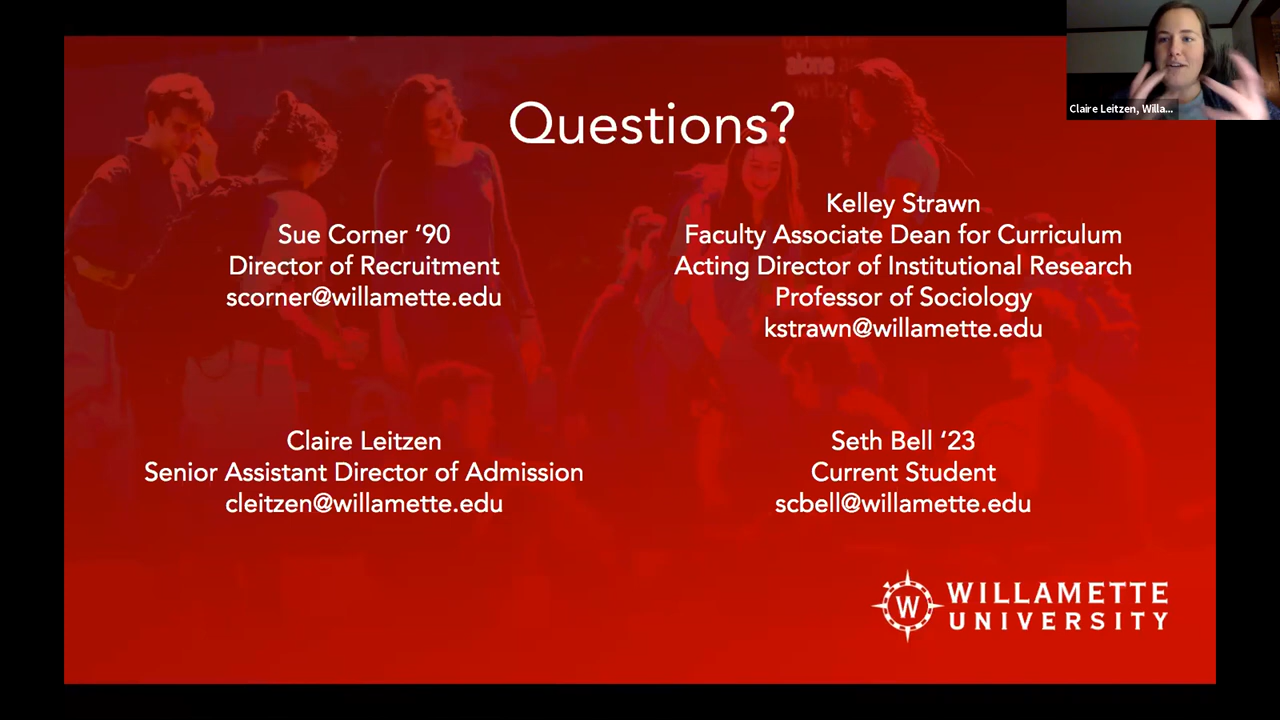 alone
we
Claire Leitzen, Willa...
Questions?
Sue Corner ‘90
Director of Recruitment
scorner@willamette.edu
Kelley Strawn
Faculty Associate Dean for Curriculum
Acting Director of Institutional Research
Professor of Sociology
kstrawn@willamette.edu
Claire Leitzen
Senior Assistant Director of Admission
cleitzen@willamette.edu
Seth Bell ‘23
Current Student
scbell@willamette.edu
W
WILLAMETTE
UNIVERSITY